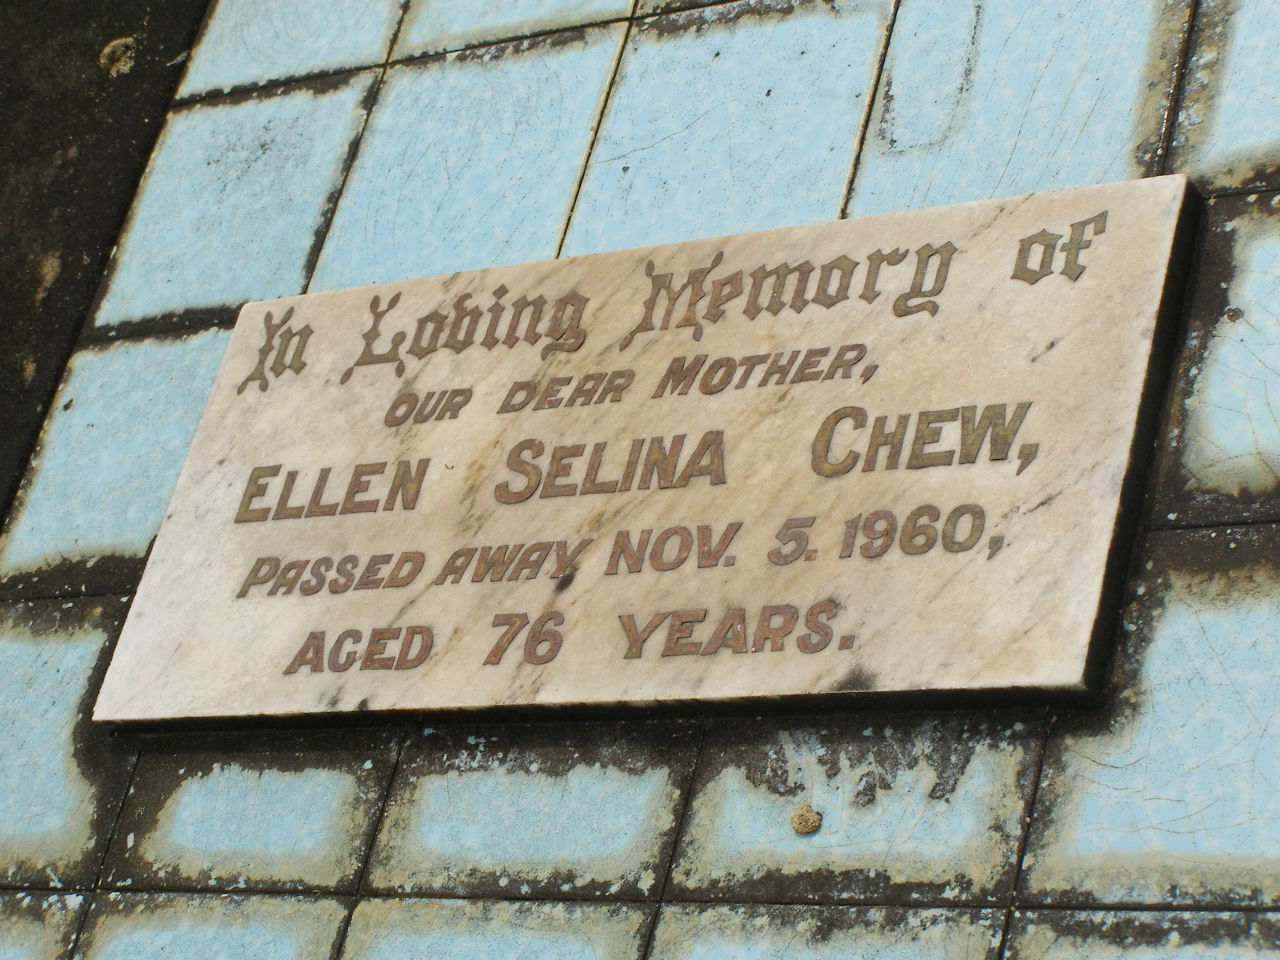 In Loving Memory of
OUR DEAR MOTHER,
ELLEN SELINA CHEW,
PASSED AWAY NOV. 5. 1960,
AGED 76 YEARS.